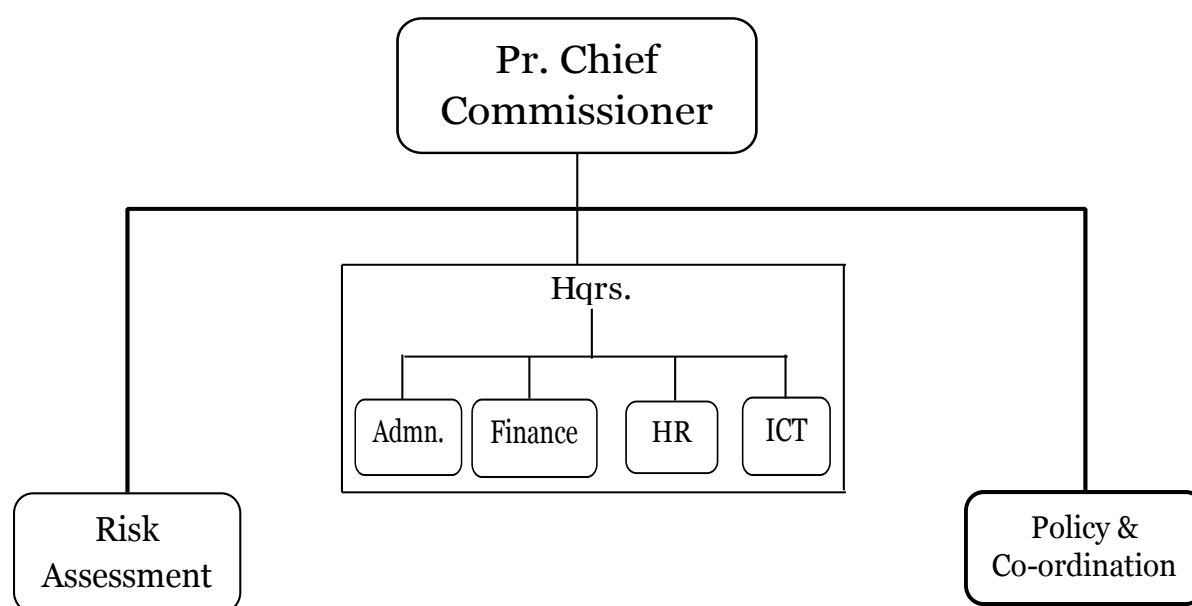 Pr. Chief
Commissioner
Hqrs.
Admn.
Finance
HR
ICT
Risk
Assessment
Policy &
Co-ordination